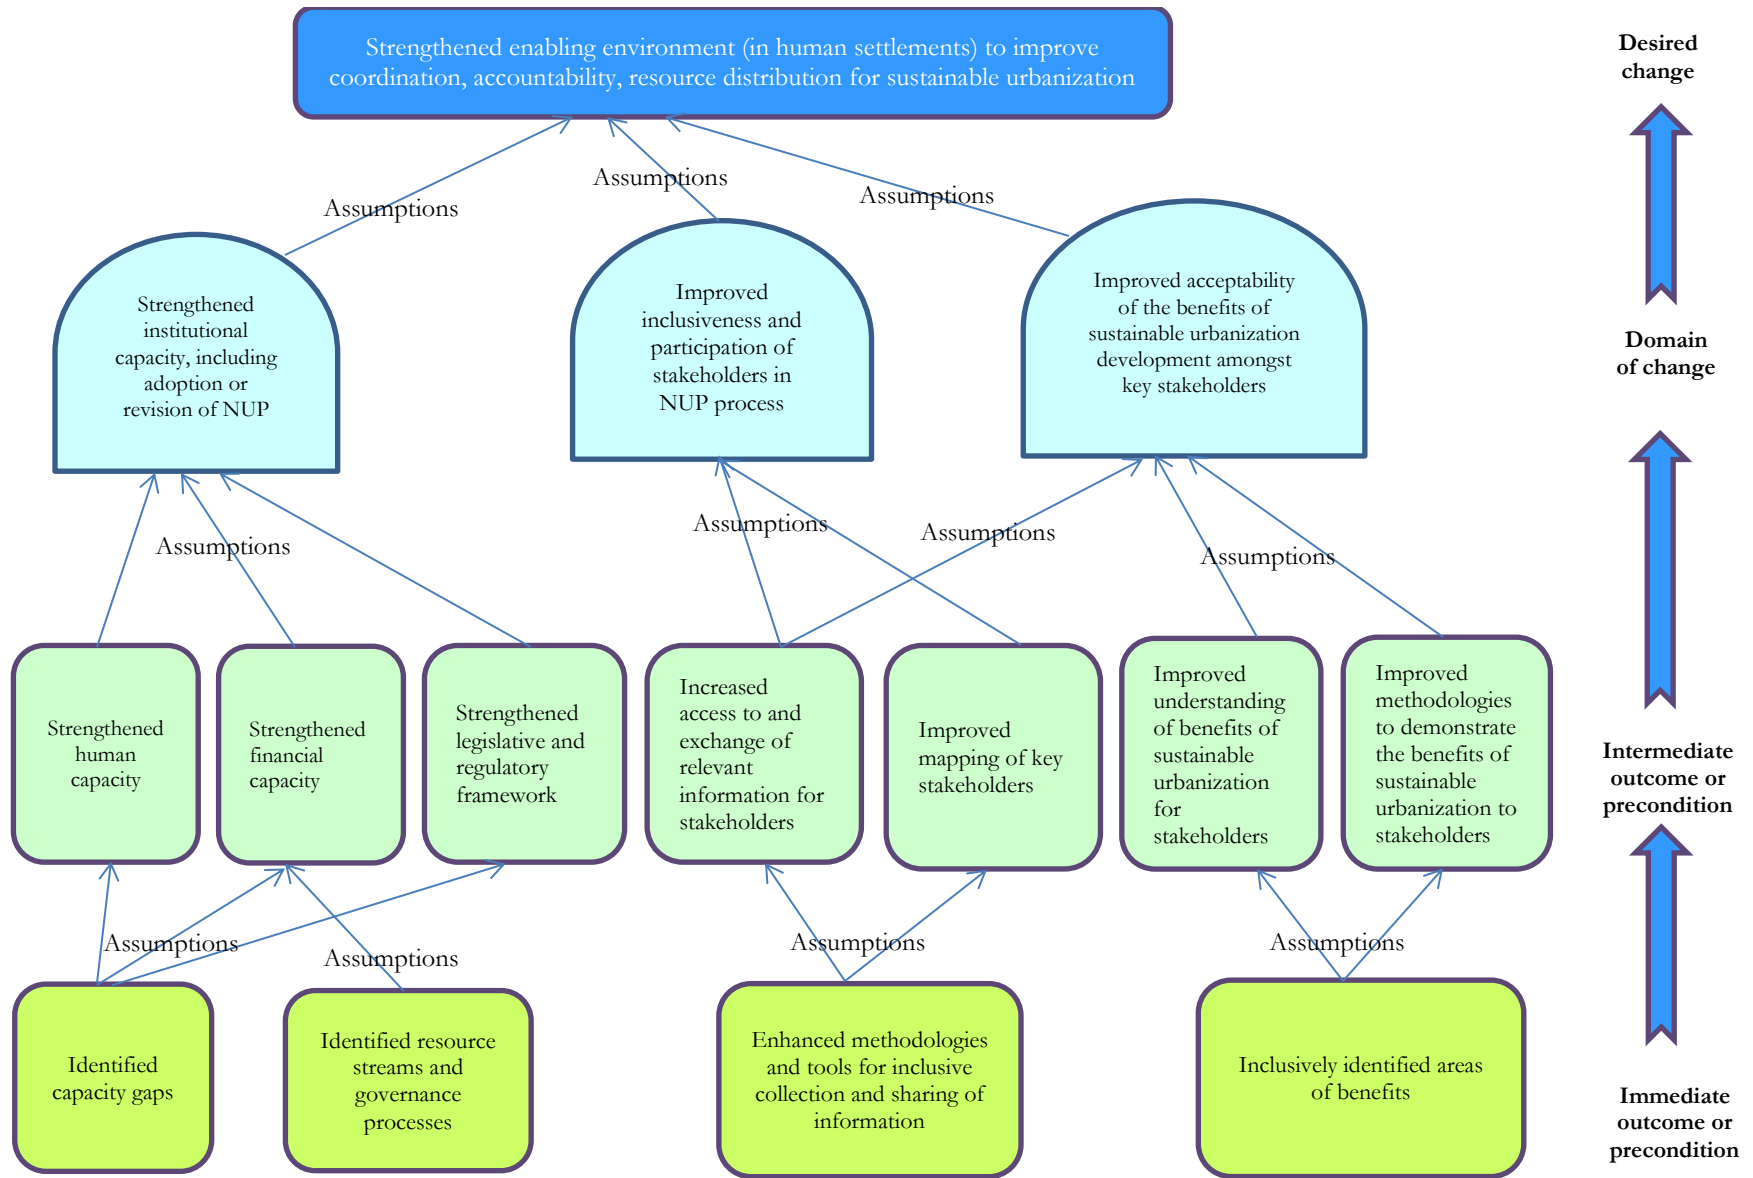 Strengthened enabling environment (in human settlements) to improve
coordination, accountability, resource distribution for sustainable urbanization
Desired
change
Assumptions
Assumptions
Assumptions
Strengthened
institutional
capacity, including
adoption or
revision of NUP
Improved
inclusiveness and
participation of
stakeholders in
NUP process
Improved acceptability
of the benefits of
sustainable urbanization
development amongst
key stakeholders
Domain
of change
Assumptions
Assumptions
Assumptions
Assumptions
Strengthened
human
capacity
Strengthened
financial
capacity
Strengthened
legislative and
regulatory
framework
Increased
access to and
exchange of
relevant
information for
stakeholders
Improved
mapping of key
stakeholders
Improved
understanding
of benefits of
sustainable
urbanization
for
stakeholders
Improved
methodologies
to demonstrate
the benefits of
sustainable
urbanization to
stakeholders
Intermediate
outcome or
precondition
Assumptions
Assumptions
Assumptions
Assumptions
Identified
capacity gaps
Identified resource
streams and
governance
processes
Enhanced methodologies
and tools for inclusive
collection and sharing of
information
Inclusively identified areas
of benefits
Immediate
outcome or
precondition